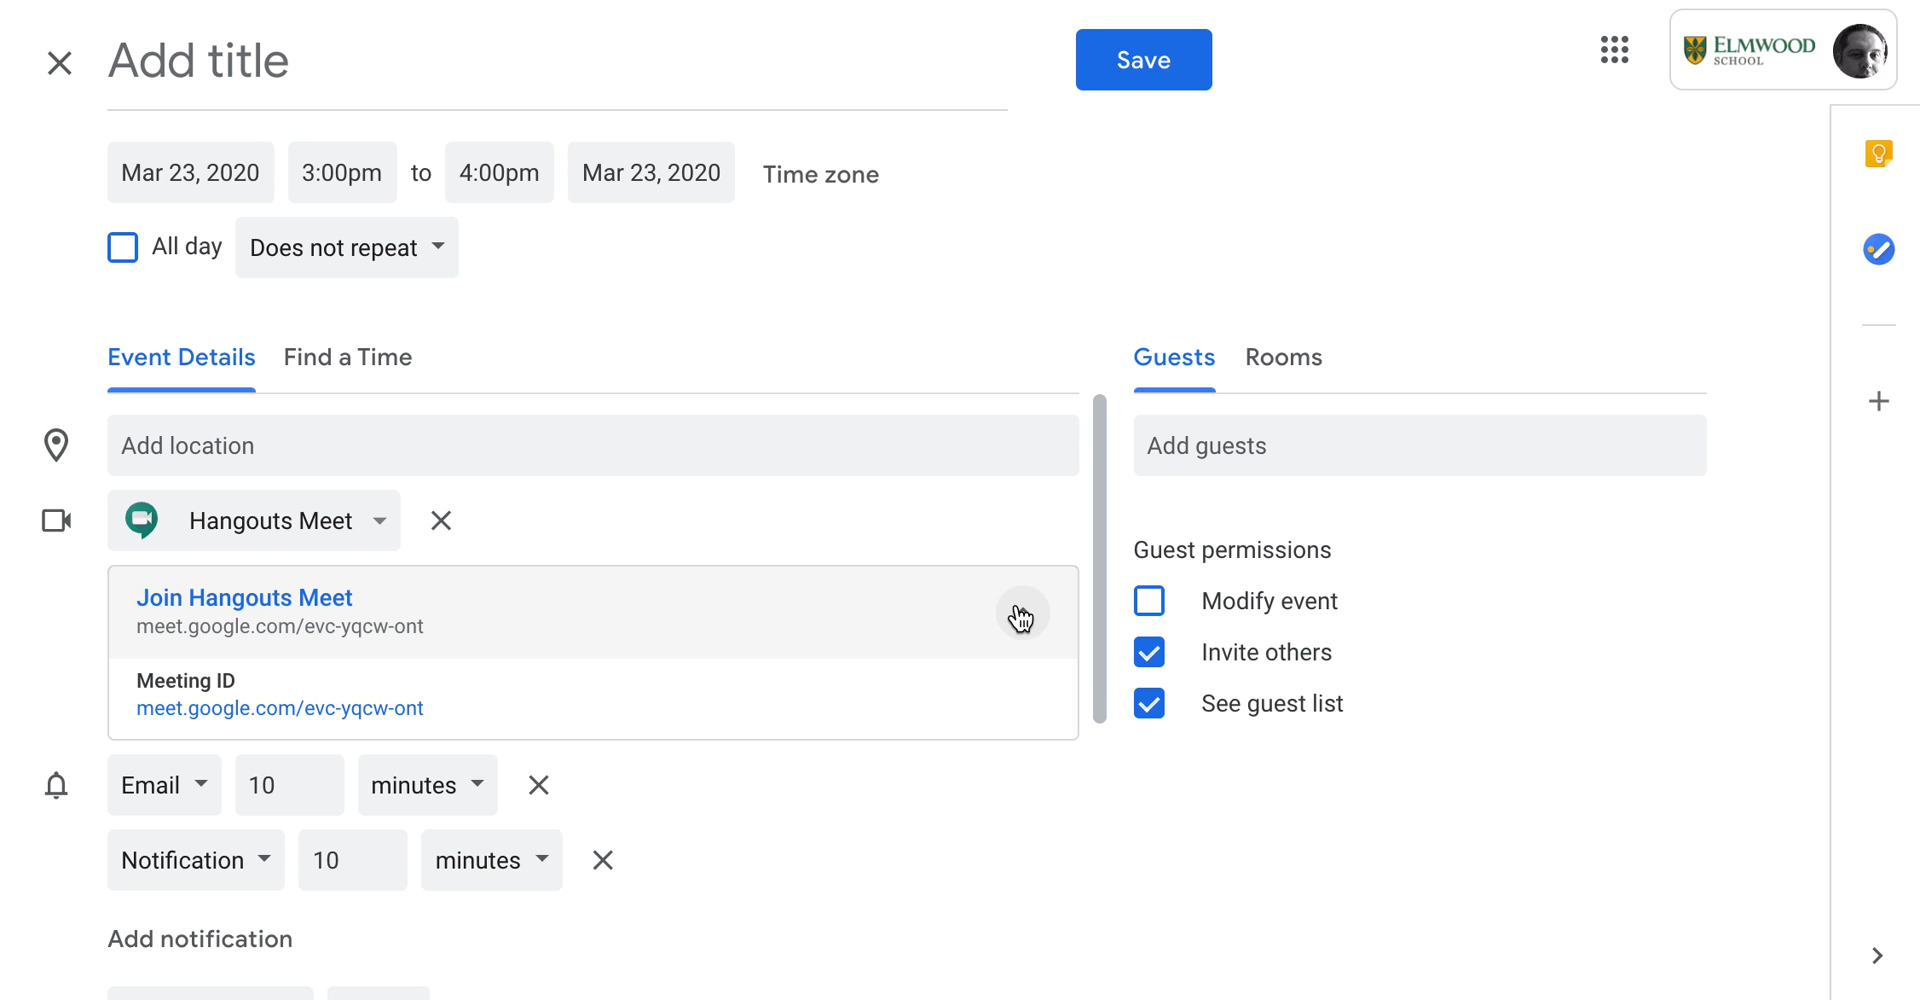 Add title
Save
ELMWOOD
SCHOOL
Mar 23, 2020 3:00pm to 4:00pm Mar 23, 2020 Time zone
All day Does not repeat
Event Details Find a Time
Guests Rooms
Add location
Add guests
Hangouts Meet
Join Hangouts Meet
meet.google.com/evc-yqcw-ont
Meeting ID
meet.google.com/evc-yqcw-ont
Guest permissions
Modify event
Invite others
See guest list
Email 10 minutes
Notification 10 minutes
Add notification